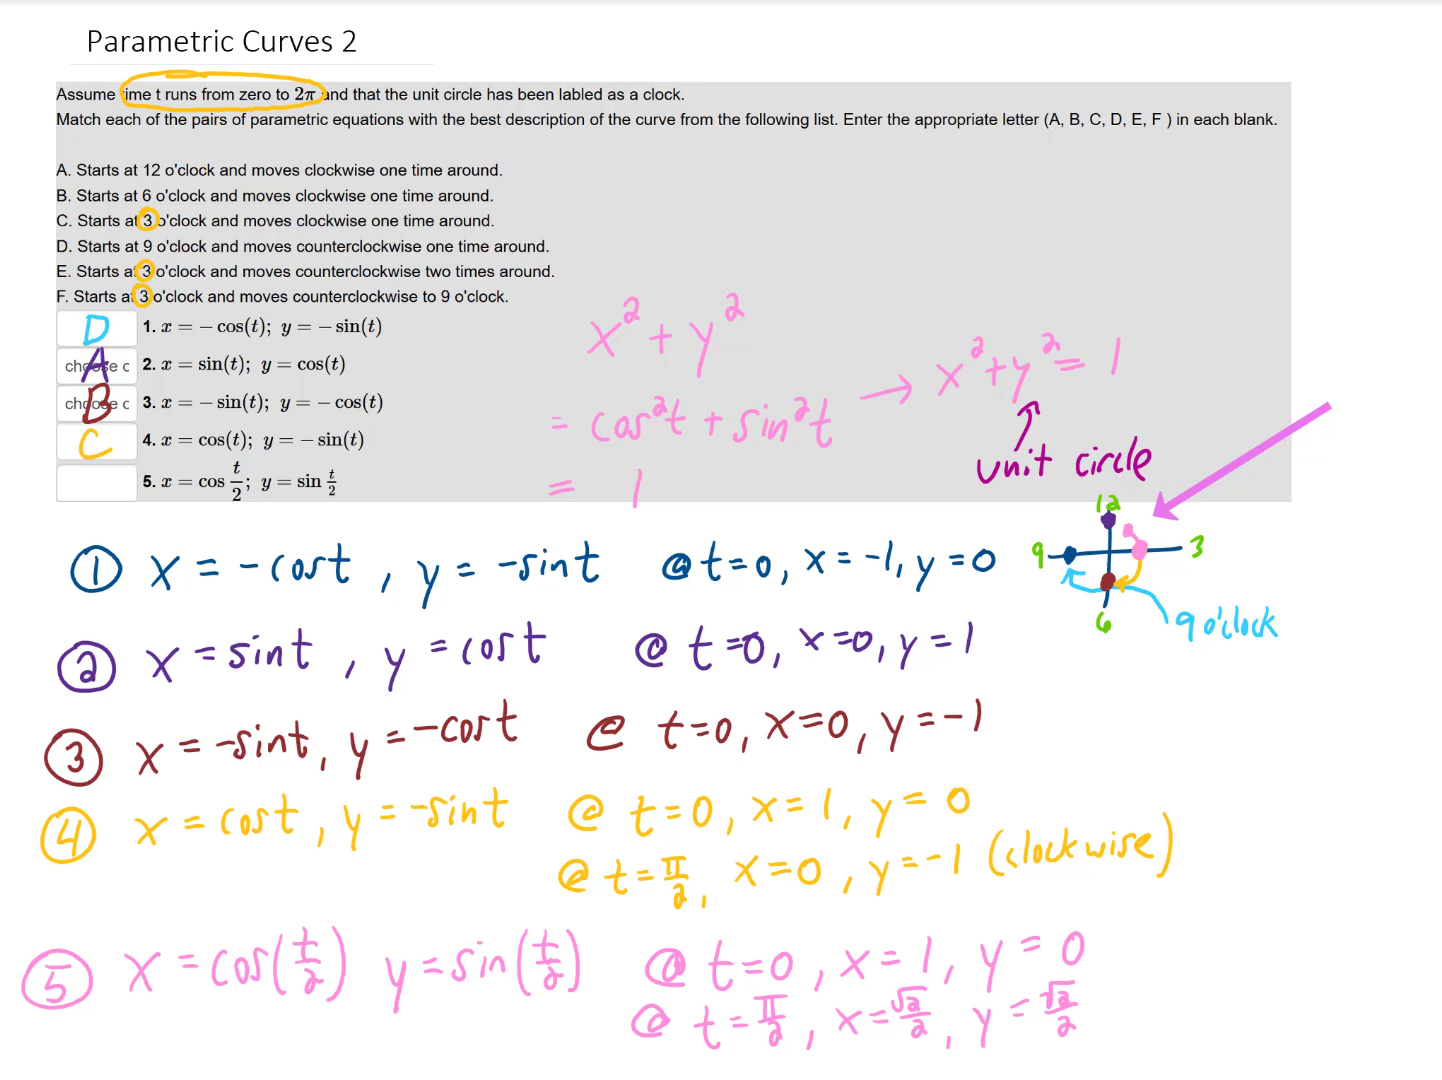 Parametric Curves 2
Assume time t runs from zero to 2π and that the unit circle has been labled as a clock.
Match each of the pairs of parametric equations with the best description of the curve from the following list. Enter the appropriate letter (A, B, C, D, E, F ) in each blank.
A. Starts at 12 o'clock and moves clockwise one time around.
B. Starts at 6 o'clock and moves clockwise one time around.
C. Starts at 3 o'clock and moves clockwise one time around.
D. Starts at 9 o'clock and moves counterclockwise one time around.
E. Starts at 3 o'clock and moves counterclockwise two times around.
F. Starts at 3 o'clock and moves counterclockwise to 9 o'clock.
D 1. x = − cos(t); y = − sin(t)
A 2. x = sin(t); y = cos(t)
B 3. x = − sin(t); y = − cos(t)
C 4. x = cos(t); y = − sin(t)
5. x = cos t/2; y = sin t/2
x² + y²
= cos²t + sin²t → x² + y² = 1
= 1
unit circle
12
9 3
6
9 o'clock
① x = -cost, y = -sint @ t=0, x=-1, y=0
② x = sint, y = cost @ t=0, x=0, y=1
③ x = -sint, y = -cost @ t=0, x=0, y=-1
④ x = cost, y = -sint @ t=0, x=1, y=0
@ t=π/2, x=0, y=-1 (clockwise)
⑤ x = cos(t/2) y = sin(t/2) @ t=0, x=1, y=0
@ t=π/2, x=√2/2, y=√2/2